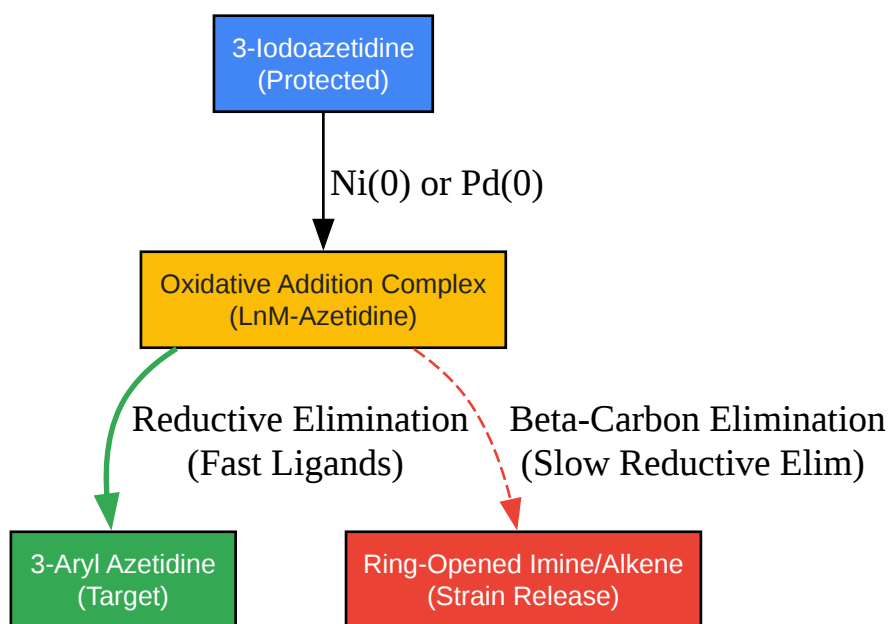 3-Iodoazetidine
(Protected)
Ni(0) or Pd(0)
Oxidative Addition Complex
(LnM-Azetidine)
Reductive Elimination
(Fast Ligands)
Beta-Carbon Elimination
(Slow Reductive Elim)
3-Aryl Azetidine
(Target)
Ring-Opened Imine/Alkene
(Strain Release)